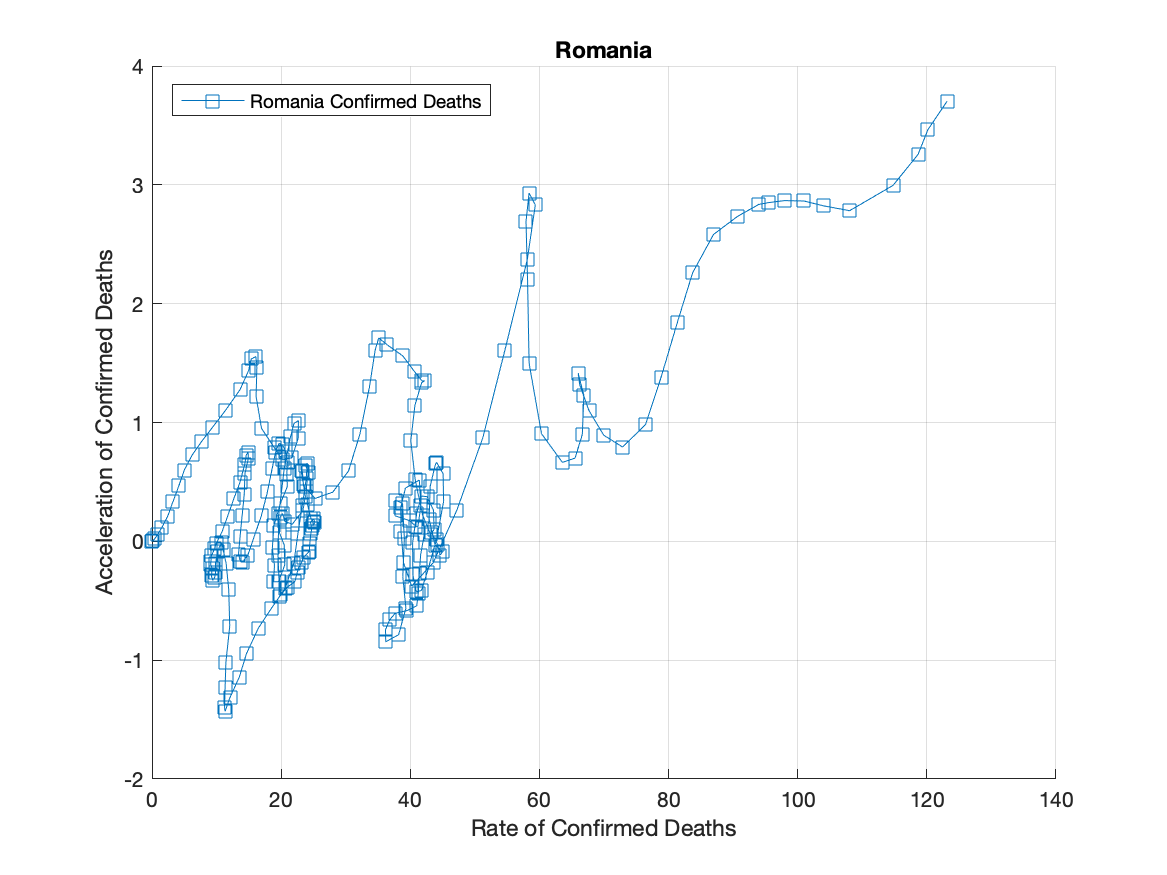 Romania
Romania Confirmed Deaths
4
3
2
1
0
-1
-2
Acceleration of Confirmed Deaths
0 20 40 60 80 100 120 140
Rate of Confirmed Deaths